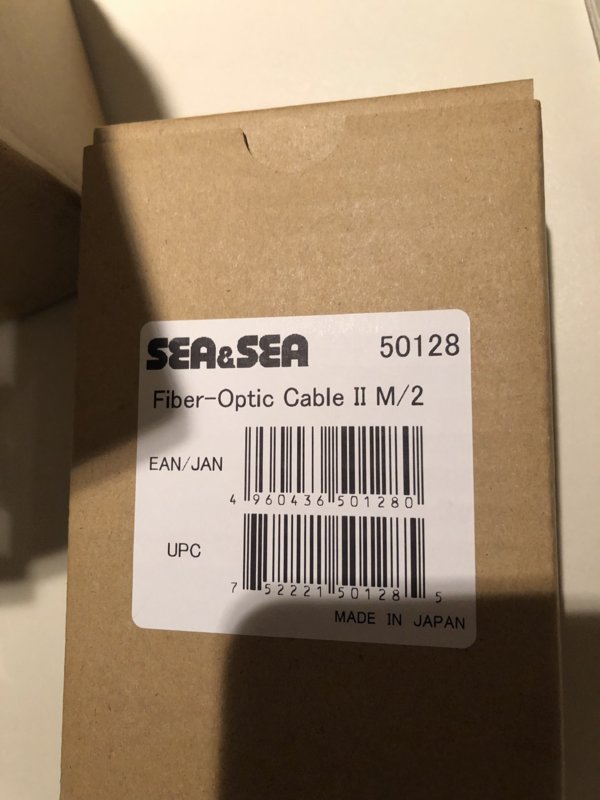 SEA&SEA 50128
Fiber-Optic Cable II M/2
EAN/JAN
4 960436 501280
UPC
7 52221 50128 5
MADE IN JAPAN